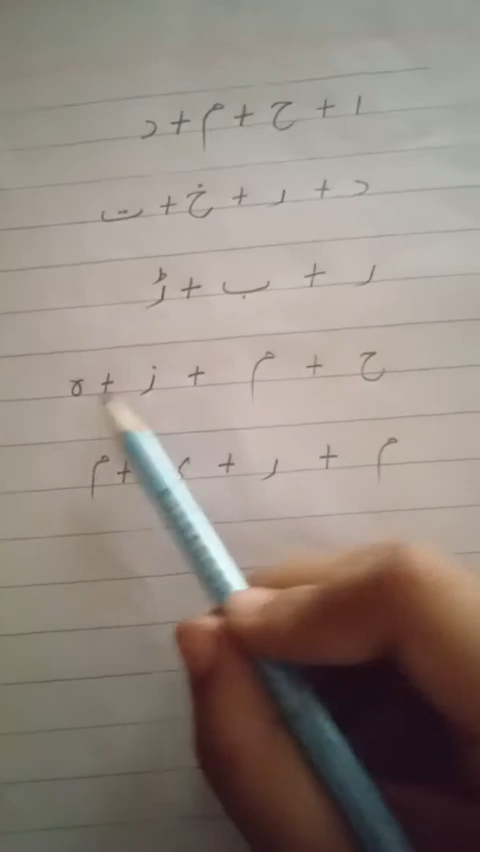 ا + ح + م + د
د + ر + خ + ت
ر + ب + ڑ
ح + م + ز + ہ
م + ر + + م